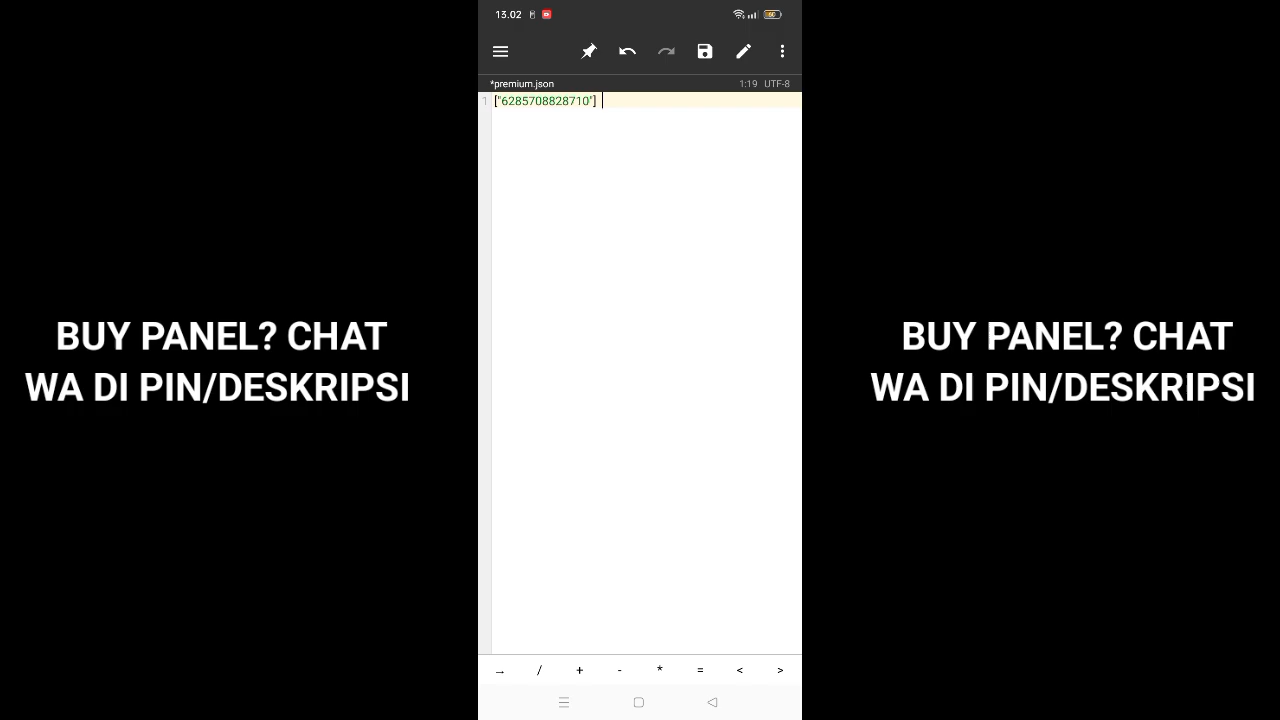 13.02
*premium.json
1:19 UTF-8
1 ["6285708828710"]
BUY PANEL? CHAT
WA DI PIN/DESKRIPSI
BUY PANEL? CHAT
WA DI PIN/DESKRIPSI
→ / + - * = < >